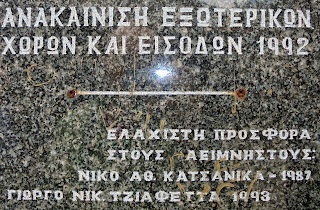 ΑΝΑΚΑΙΝΙΣΗ ΕΞΩΤΕΡΙΚΩΝ
ΧΩΡΩΝ ΚΑΙ ΕΙΣΟΔΩΝ 1992
ΕΛΑΧΙΣΤΗ ΠΡΟΣΦΟΡΑ
ΣΤΟΥΣ ΑΕΙΜΝΗΣΤΟΥΣ:
ΝΙΚΟ ΑΘ. ΚΑΤΣΑΝΙΚΑ-1987
ΓΙΩΡΓΟ ΝΙΚ. ΤΖΙΑΦΕΤΤΑ 1993